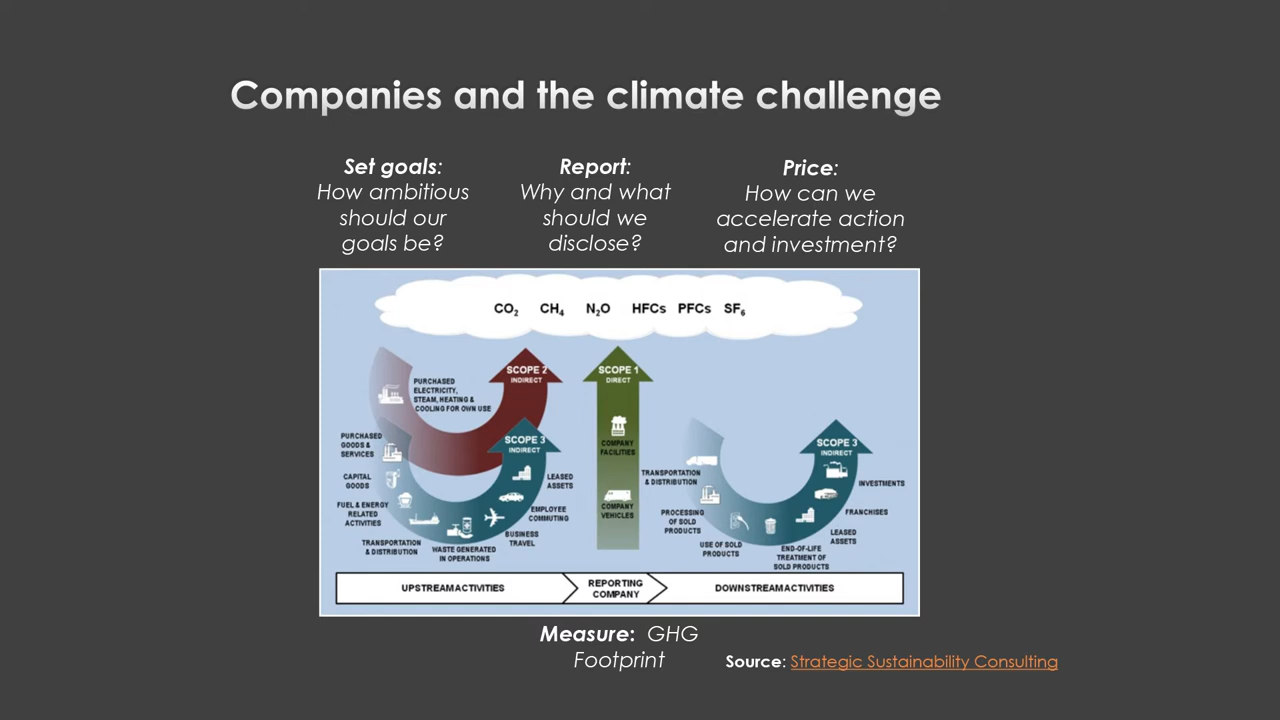 Companies and the climate challenge
Set goals:
How ambitious
should our
goals be?
Report:
Why and what
should we
disclose?
Price:
How can we
accelerate action
and investment?
CO2 CH4 N2O HFCs PFCs SF6
SCOPE 2
INDIRECT
PURCHASED
ELECTRICITY,
STEAM, HEATING &
COOLING FOR OWN USE
SCOPE 3
INDIRECT
PURCHASED
GOODS &
SERVICES
CAPITAL
GOODS
FUEL & ENERGY
RELATED
ACTIVITIES
TRANSPORTATION
& DISTRIBUTION
WASTE GENERATED
IN OPERATIONS
BUSINESS
TRAVEL
EMPLOYEE
COMMUTING
LEASED
ASSETS
SCOPE 1
DIRECT
COMPANY
FACILITIES
COMPANY
VEHICLES
SCOPE 3
INDIRECT
TRANSPORTATION
& DISTRIBUTION
PROCESSING
OF SOLD
PRODUCTS
USE OF SOLD
PRODUCTS
END-OF-LIFE
TREATMENT OF
SOLD PRODUCTS
LEASED
ASSETS
FRANCHISES
INVESTMENTS
UPSTREAM ACTIVITIES
REPORTING
COMPANY
DOWNSTREAM ACTIVITIES
Measure: GHG
Footprint
Source: Strategic Sustainability Consulting